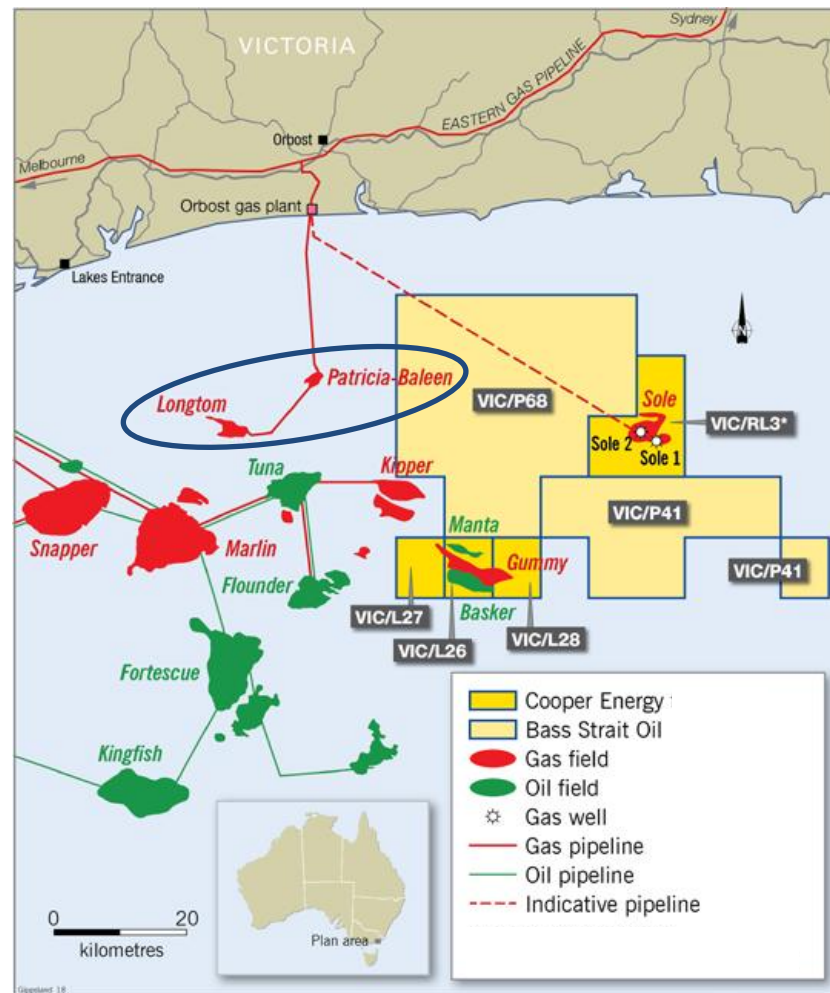 Sydney
VICTORIA
EASTERN GAS PIPELINE
Orbost
Melbourne
Orbost gas plant
Lakes Entrance
N
Patricia-Baleen
Longtom
VIC/P68
Sole
VIC/RL3*
Sole 2
Sole 1
Tuna
Kipper
VIC/P41
Snapper
Marlin
Manta
Gummy
Flounder
VIC/P41
Basker
VIC/L27
VIC/L26
VIC/L28
Fortescue
Kingfish
Cooper Energy
Bass Strait Oil
Gas field
Oil field
Gas well
Gas pipeline
Oil pipeline
Indicative pipeline
0 20
kilometres
Plan area
Gippsland 18